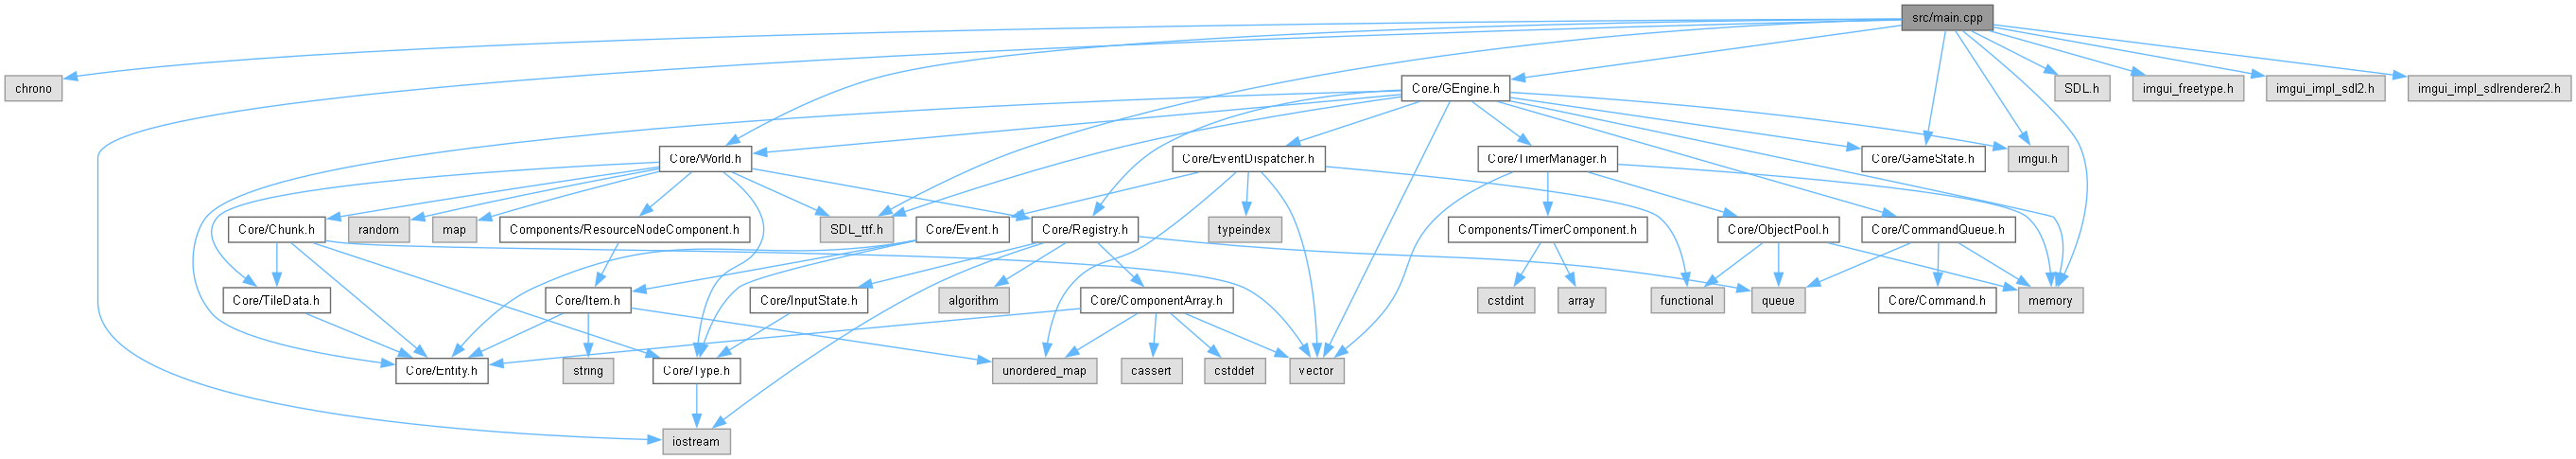 src/main.cpp
chrono
Core/GEngine.h
SDL.h
imgui_freetype.h
imgui_impl_sdl2.h
imgui_impl_sdlrenderer2.h
Core/World.h
Core/EventDispatcher.h
Core/TimerManager.h
Core/GameState.h
imgui.h
Core/Chunk.h
random
map
Components/ResourceNodeComponent.h
SDL_ttf.h
Core/Event.h
Core/Registry.h
typeindex
Components/TimerComponent.h
Core/ObjectPool.h
Core/CommandQueue.h
Core/TileData.h
Core/Item.h
Core/InputState.h
algorithm
Core/ComponentArray.h
cstdint
array
functional
queue
Core/Command.h
memory
Core/Entity.h
string
Core/Type.h
unordered_map
cassert
cstddef
vector
iostream